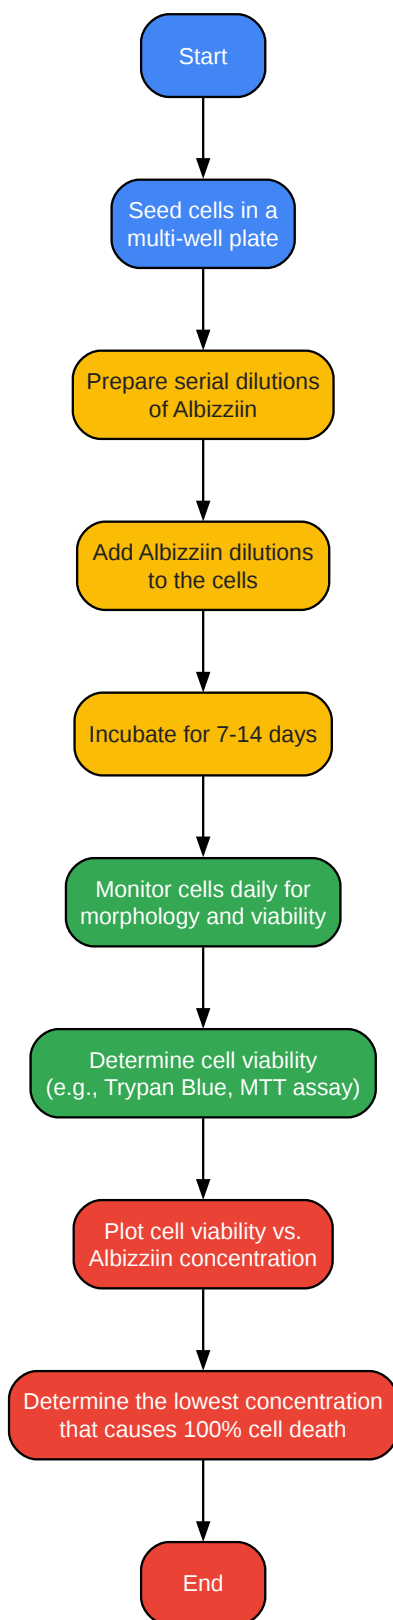 Start
Seed cells in a
multi-well plate
Prepare serial dilutions
of Albizziin
Add Albizziin dilutions
to the cells
Incubate for 7-14 days
Monitor cells daily for
morphology and viability
Determine cell viability
(e.g., Trypan Blue, MTT assay)
Plot cell viability vs.
Albizziin concentration
Determine the lowest concentration
that causes 100% cell death
End